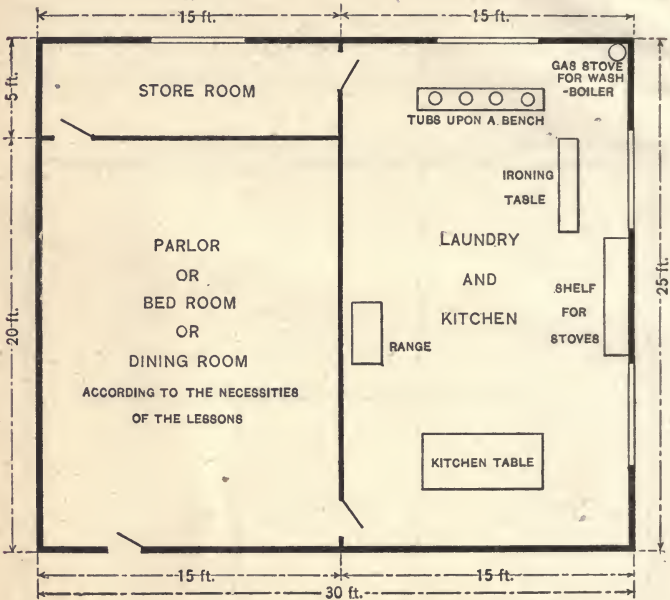 15 ft.
15 ft.
5 ft.
STORE ROOM
GAS STOVE
FOR WASH
-BOILER
TUBS UPON A BENCH
IRONING
TABLE
20 ft.
PARLOR
OR
BED ROOM
OR
DINING ROOM
ACCORDING TO THE NECESSITIES
OF THE LESSONS
LAUNDRY
AND
KITCHEN
SHELF
FOR
STOVES
25 ft.
RANGE
KITCHEN TABLE
15 ft.
15 ft.
30 ft.